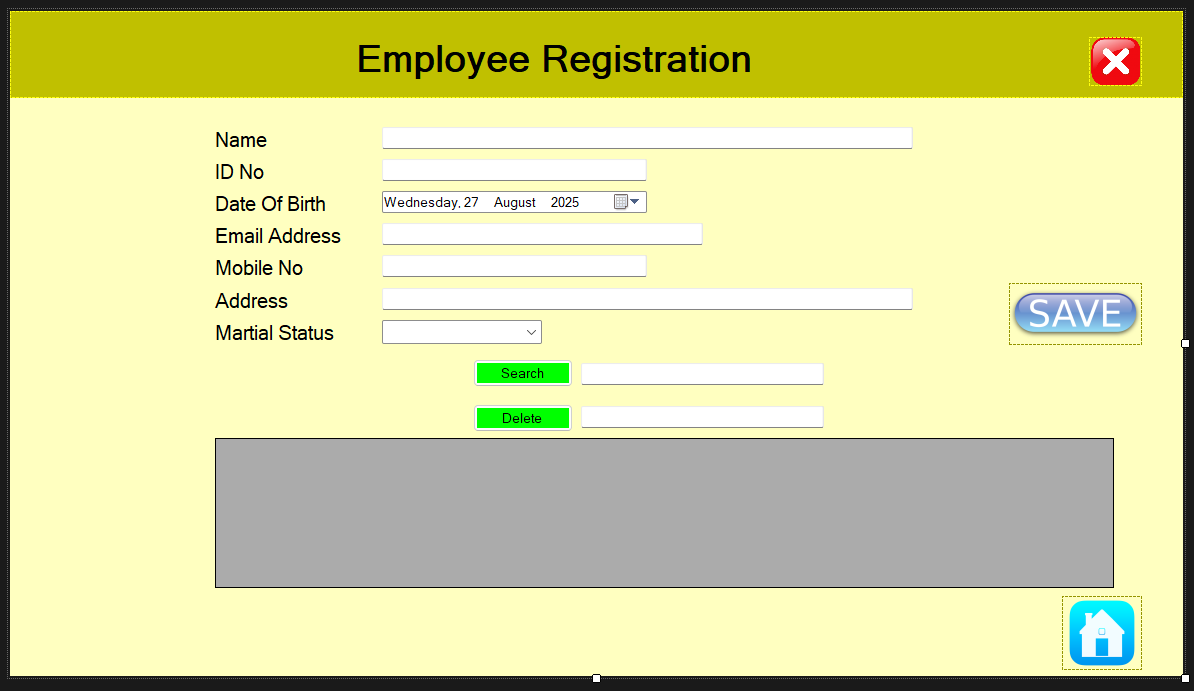 Employee Registration
Name
ID No
Date Of Birth Wednesday, 27 August 2025
Email Address
Mobile No
Address
SAVE
Martial Status
Search
Delete